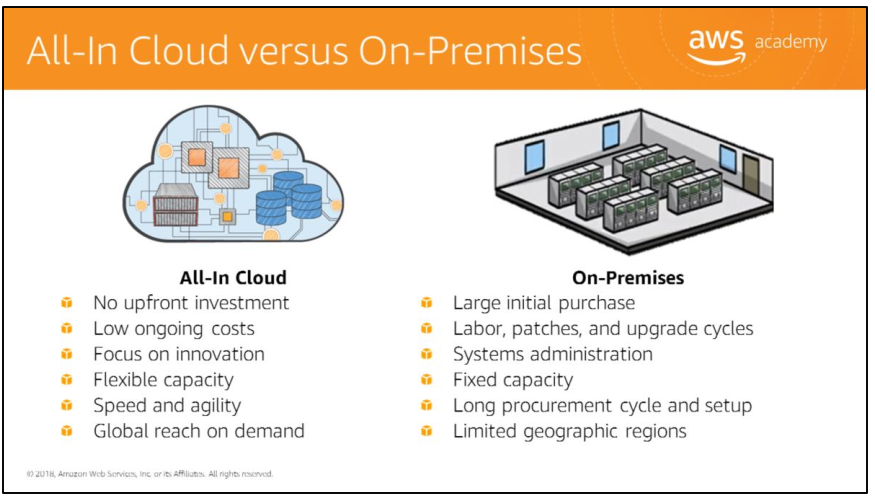 All-In Cloud versus On-Premises
aws academy
All-In Cloud
No upfront investment
Low ongoing costs
Focus on innovation
Flexible capacity
Speed and agility
Global reach on demand
On-Premises
Large initial purchase
Labor, patches, and upgrade cycles
Systems administration
Fixed capacity
Long procurement cycle and setup
Limited geographic regions
© 2018, Amazon Web Services, Inc. or its Affiliates. All rights reserved.